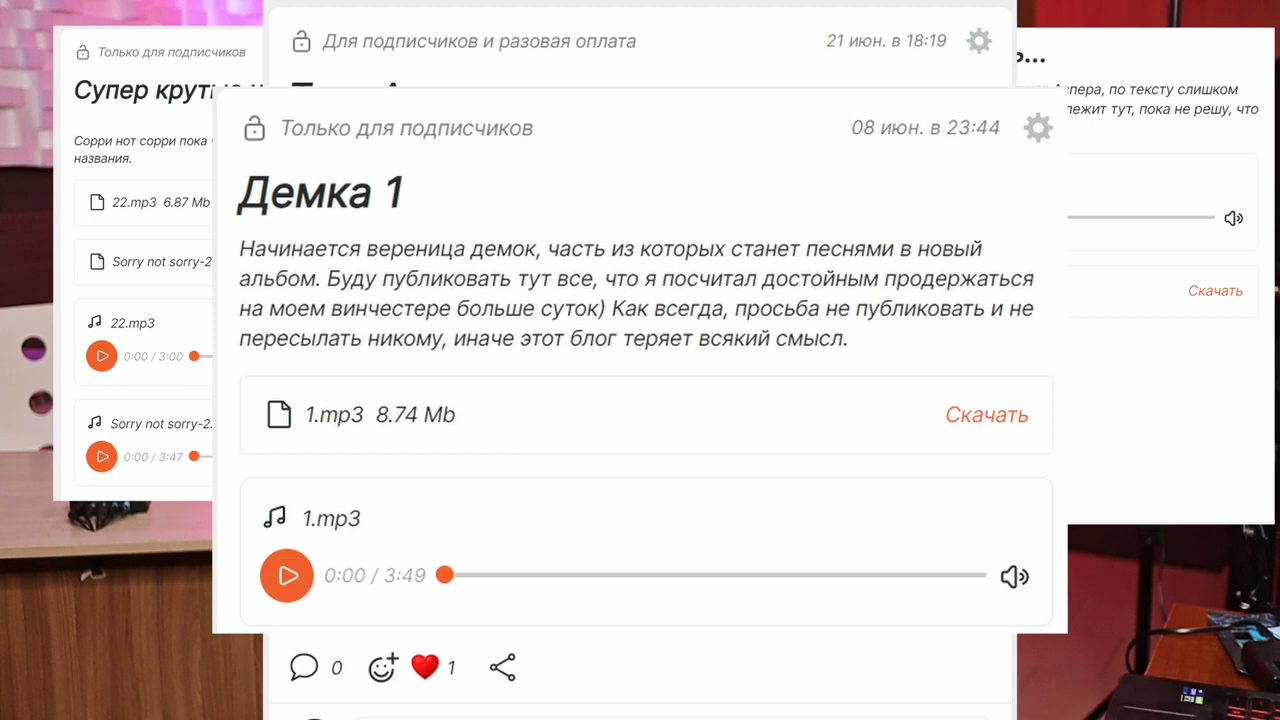 Только для подписчиков
Супер
Сорри нот сорри пока
названия.
22.mp3 6.87 Mb
Sorry not sorry-2
22.mp3
0:00 / 3:00
Sorry not sorry-2.
0:00 / 3:47
Для подписчиков и разовая оплата
21 июн. в 18:19
Только для подписчиков
08 июн. в 23:44
Демка 1
Начинается вереница демок, часть из которых станет песнями в новый
альбом. Буду публиковать тут все, что я посчитал достойным продержаться
на моем винчестере больше суток) Как всегда, просьба не публиковать и не
пересылать никому, иначе этот блог теряет всякий смысл.
1.mp3 8.74 Mb
Скачать
1.mp3
0:00 / 3:49
0
1
по тексту слишком
тут, пока не решу, что
Скачать